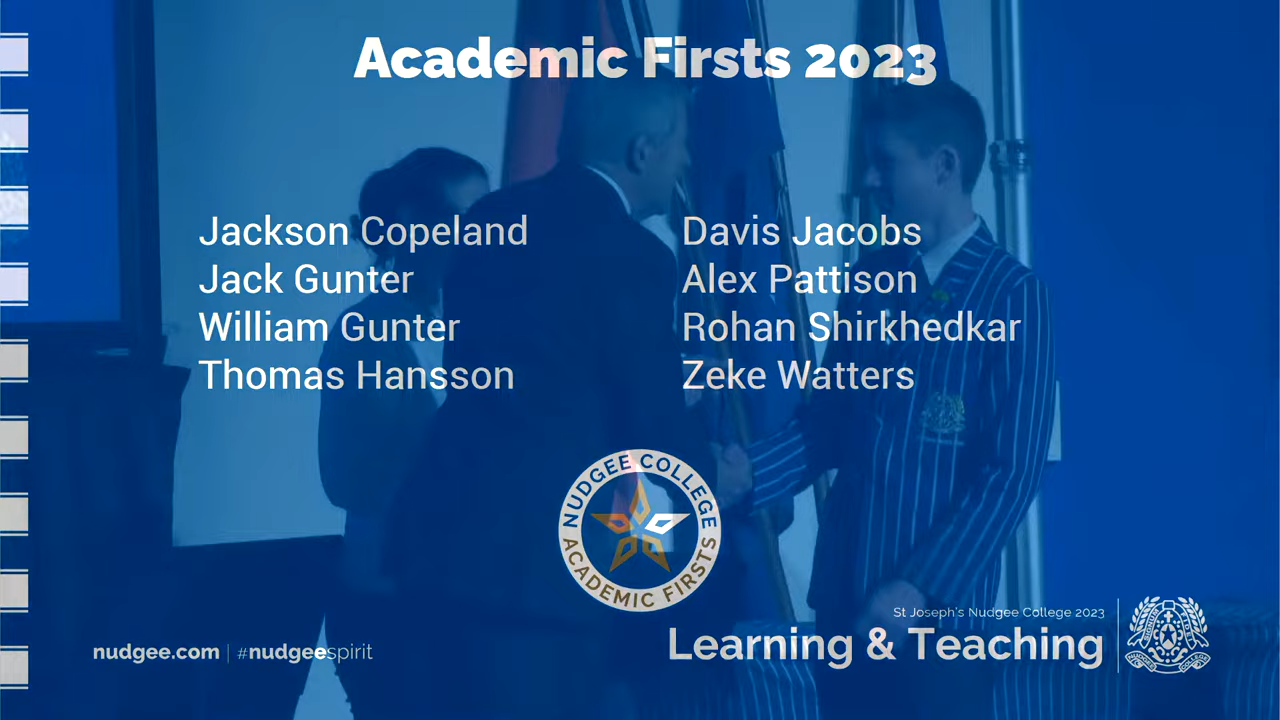 Academic Firsts 2023
Jackson Copeland
Jack Gunter
William Gunter
Thomas Hansson
Davis Jacobs
Alex Pattison
Rohan Shirkhedkar
Zeke Watters
NUDGEE COLLEGE
ACADEMIC FIRSTS
nudgee.com | #nudgeespirit
St Joseph's Nudgee College 2023
Learning & Teaching